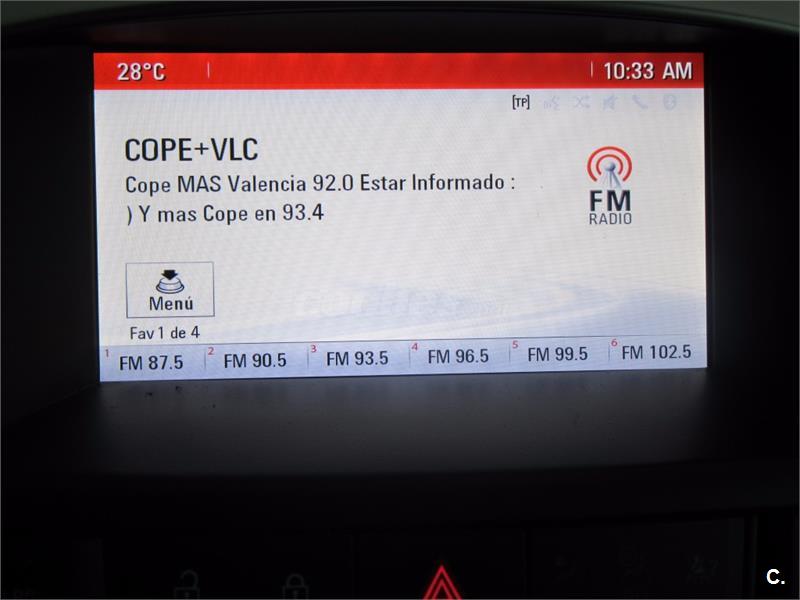 28°C
10:33 AM
[TP]
COPE+VLC
Cope MAS Valencia 92.0 Estar Informado :
) Y mas Cope en 93.4
FM
RADIO
Menú
Fav 1 de 4
1 FM 87.5 2 FM 90.5 3 FM 93.5 4 FM 96.5 5 FM 99.5 6 FM 102.5
C.